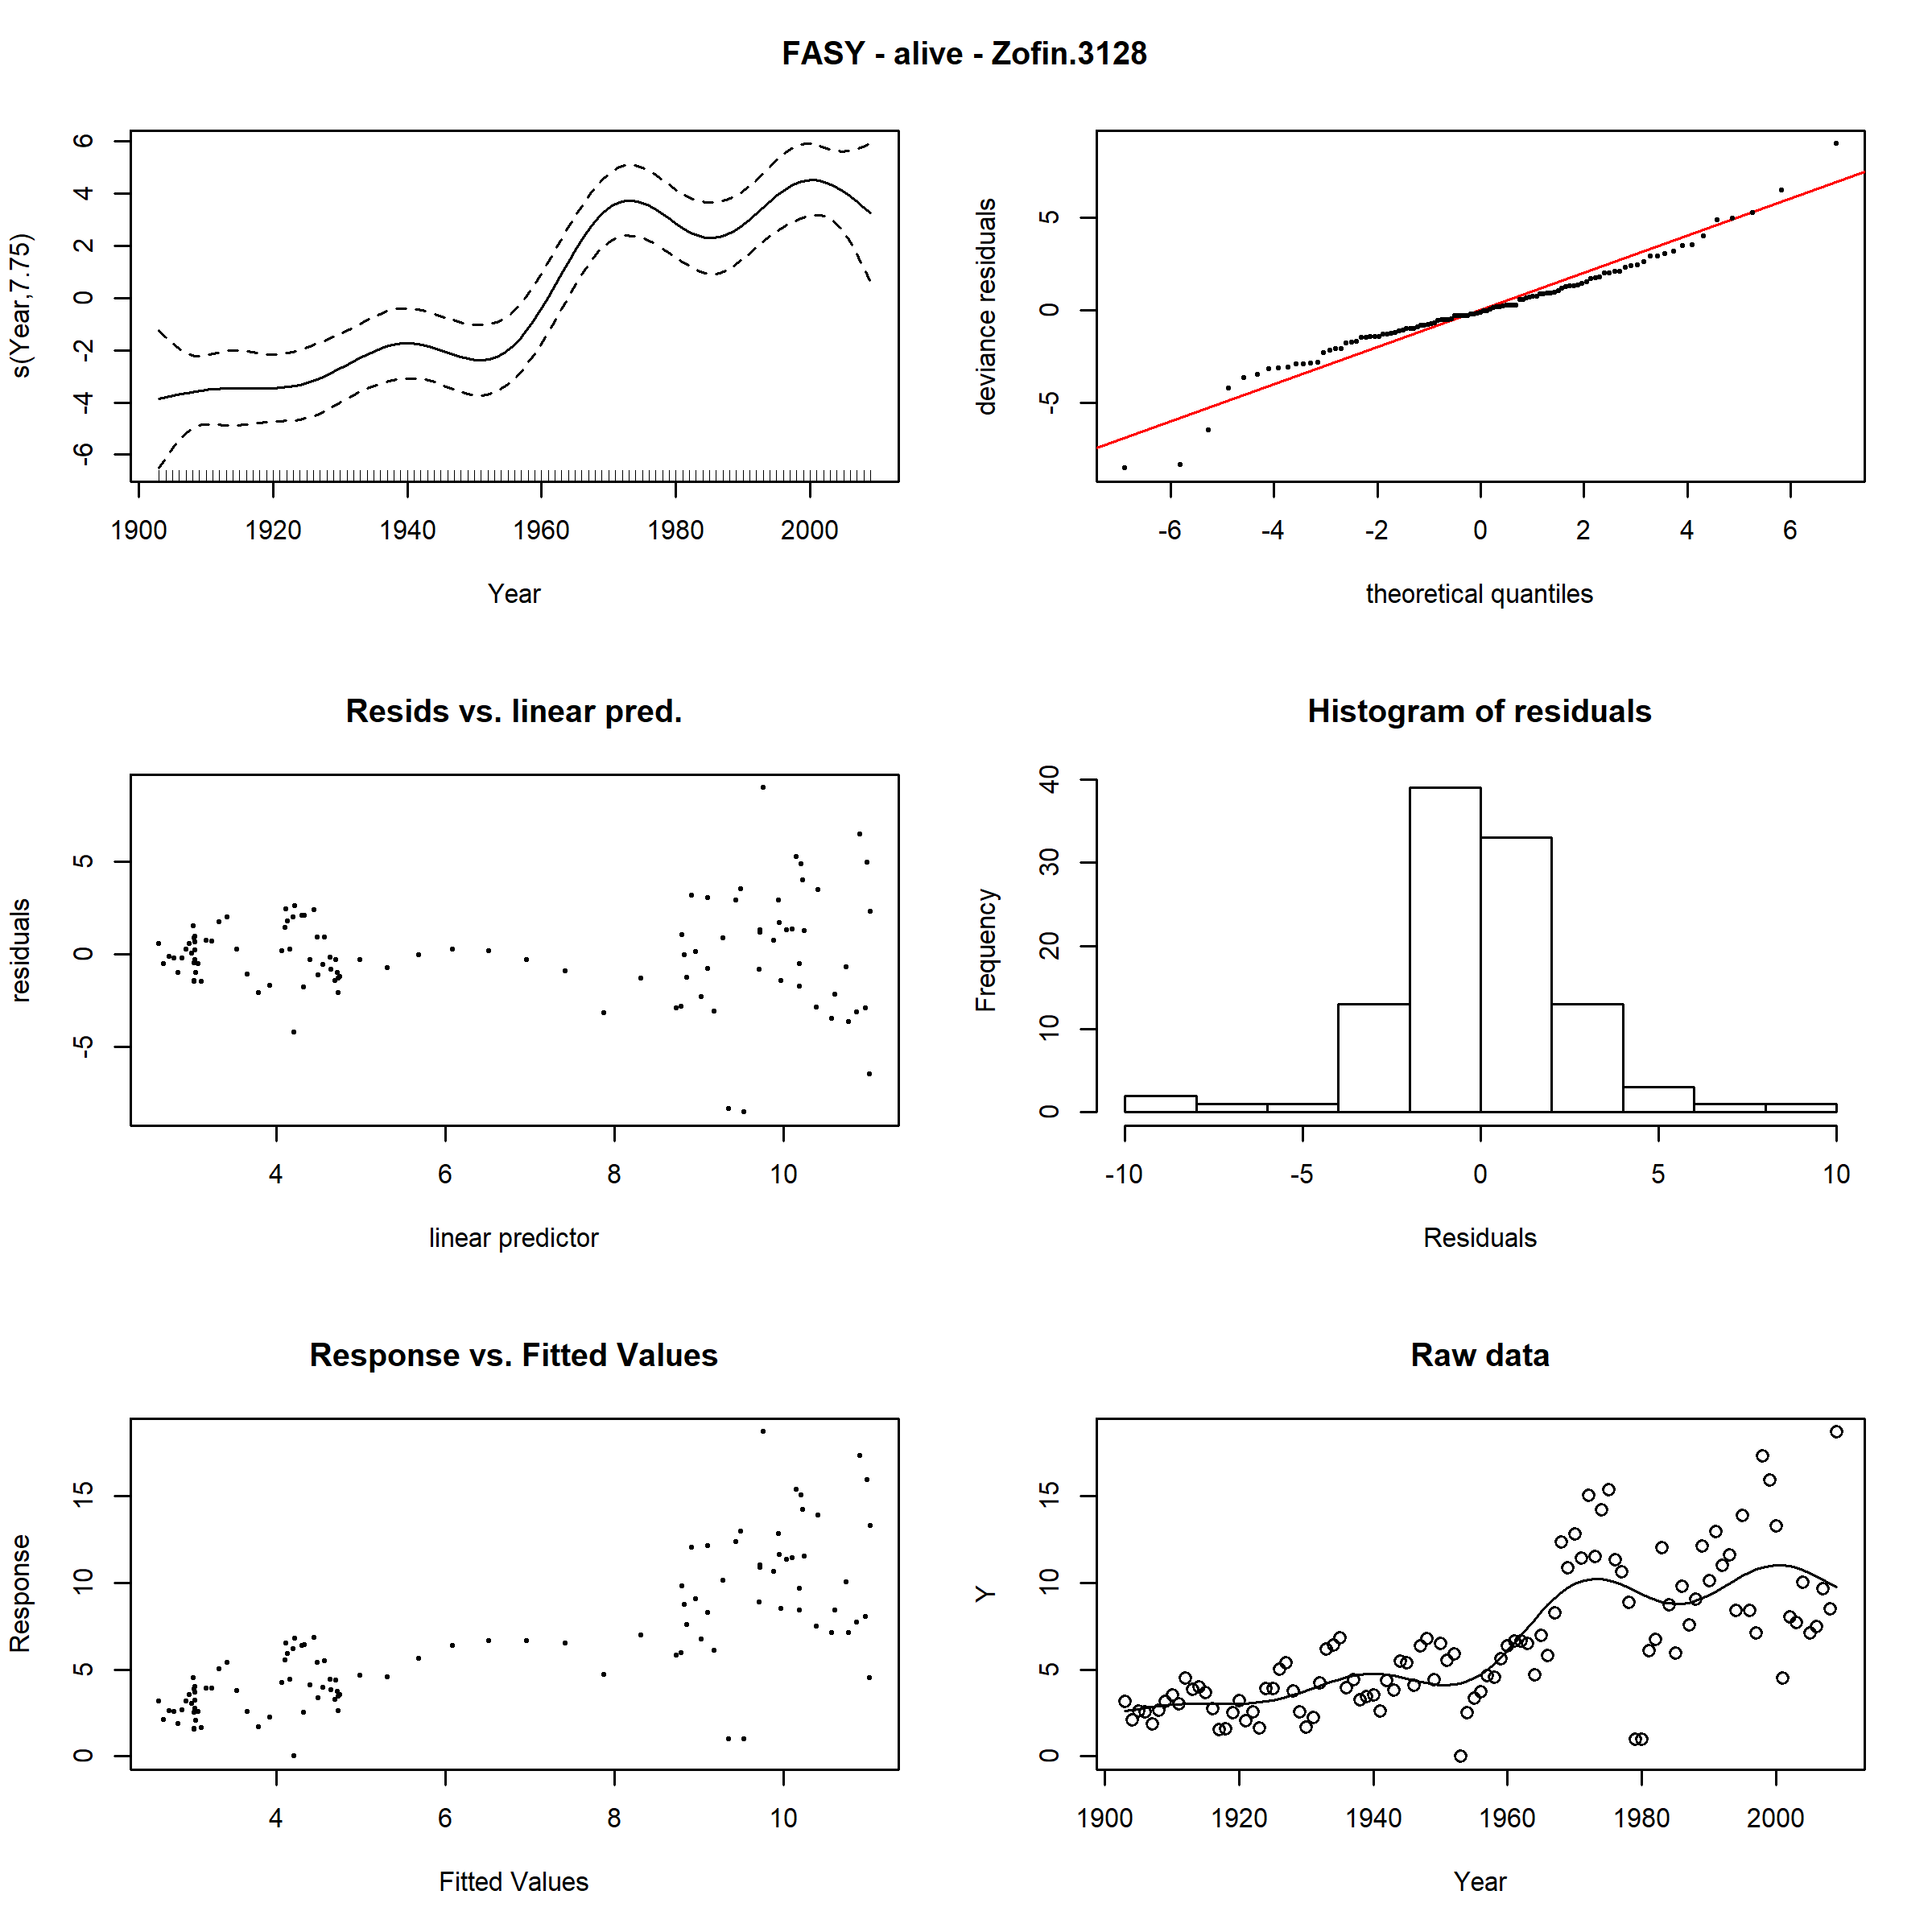 FASY - alive - Zofin.3128
s(Year,7.75)
6
4
2
0
-2
-4
-6
1900 1920 1940 1960 1980 2000
Year
deviance residuals
5
0
-5
-6 -4 -2 0 2 4 6
theoretical quantiles
Resids vs. linear pred.
residuals
5
0
-5
4 6 8 10
linear predictor
Histogram of residuals
Frequency
40
30
20
10
0
-10 -5 0 5 10
Residuals
Response vs. Fitted Values
Response
15
10
5
0
4 6 8 10
Fitted Values
Raw data
Y
15
10
5
0
1900 1920 1940 1960 1980 2000
Year